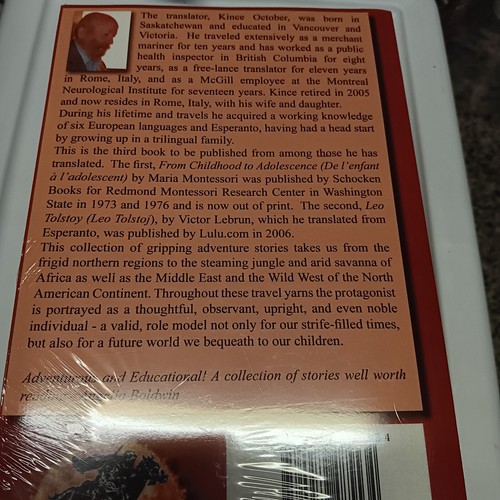 The translator, Kince October, was born in
Saskatchewan and educated in Vancouver and
Victoria. He traveled extensively as a merchant
mariner for ten years and has worked as a public
health inspector in British Columbia for eight
years, as a free-lance translator for eleven years
in Rome, Italy, and as a McGill employee at the Montreal
Neurological Institute for seventeen years. Kince retired in 2005
and now resides in Rome, Italy, with his wife and daughter.
During his lifetime and travels he acquired a working knowledge
of six European languages and Esperanto, having had a head start
by growing up in a trilingual family.
This is the third book to be published from among those he has
translated. The first, From Childhood to Adolescence (De l'enfant
à l'adolescent) by Maria Montessori was published by Schocken
Books for Redmond Montessori Research Center in Washington
State in 1973 and 1976 and is now out of print. The second, Leo
Tolstoy (Leo Tolstoj), by Victor Lebrun, which he translated from
Esperanto, was published by Lulu.com in 2006.
This collection of gripping adventure stories takes us from the
frigid northern regions to the steaming jungle and arid savanna of
Africa as well as the Middle East and the Wild West of the North
American Continent. Throughout these travel yarns the protagonist
is portrayed as a thoughtful, observant, upright, and even noble
individual - a valid, role model not only for our strife-filled times,
but also for a future world we bequeath to our children.
Adventurous and Educational! A collection of stories well worth
Baldwin